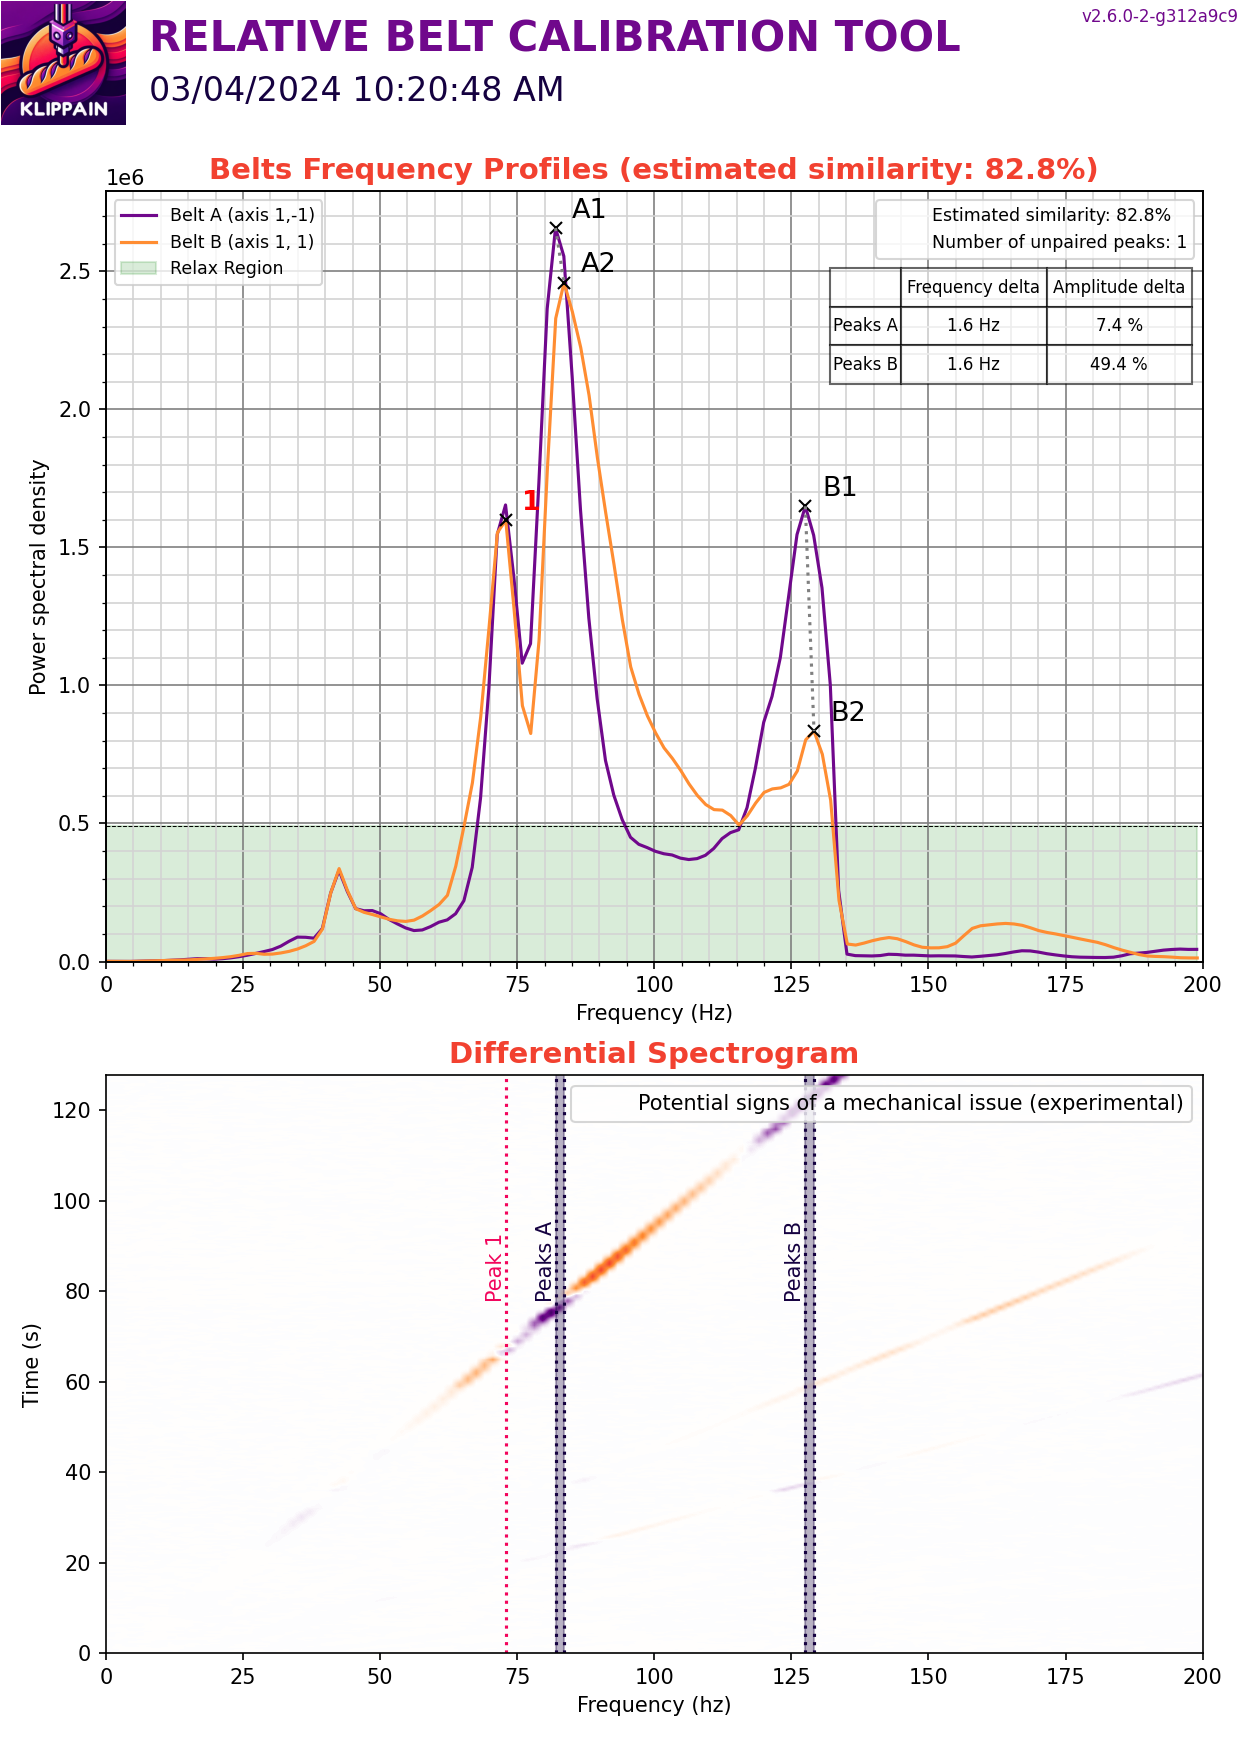 v2.6.0-2-g312a9c9
RELATIVE BELT CALIBRATION TOOL
03/04/2024 10:20:48 AM
KLIPPAIN
Belts Frequency Profiles (estimated similarity: 82.8%)
1e6
Belt A (axis 1,-1)
Belt B (axis 1, 1)
Relax Region
Estimated similarity: 82.8%
Number of unpaired peaks: 1
Frequency delta Amplitude delta
Peaks A 1.6 Hz 7.4 %
Peaks B 1.6 Hz 49.4 %
A1
A2
1
B1
B2
Power spectral density
2.5
2.0
1.5
1.0
0.5
0.0
0 25 50 75 100 125 150 175 200
Frequency (Hz)
Differential Spectrogram
Potential signs of a mechanical issue (experimental)
Peak 1
Peaks A
Peaks B
Time (s)
120
100
80
60
40
20
0
0 25 50 75 100 125 150 175 200
Frequency (hz)